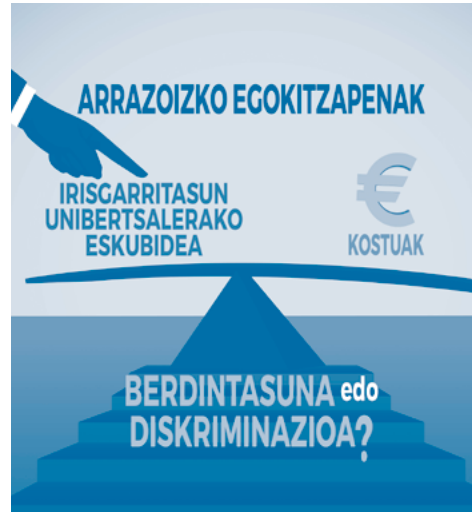 ARRAZOIZKO EGOKITZAPENAK
IRISGARRITASUN
UNIBERTSALERAKO
ESKUBIDEA
€
KOSTUAK
BERDINTASUNA edo
DISKRIMINAZIOA?